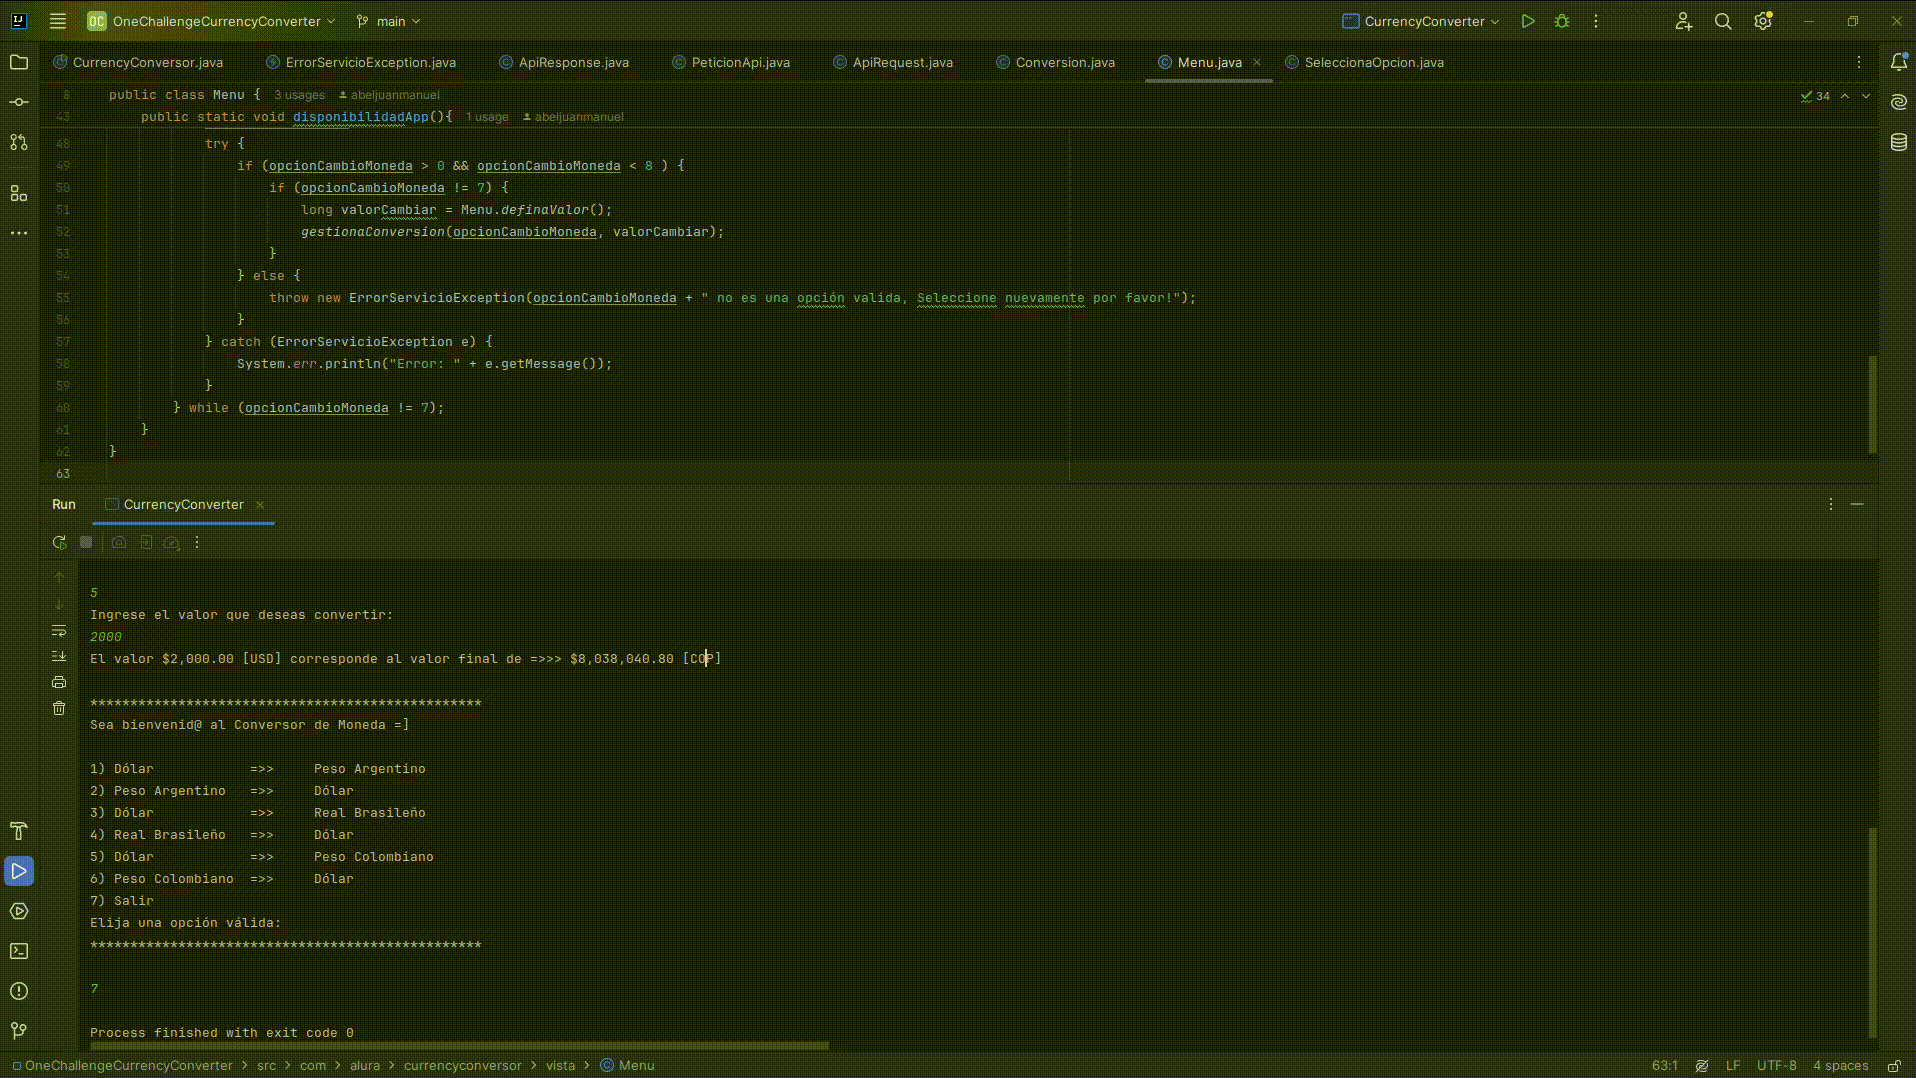 OC OneChallengeCurrencyConverter main CurrencyConverter
CurrencyConversor.java ErrorServicioException.java ApiResponse.java PeticionApi.java ApiRequest.java Conversion.java Menu.java SeleccionaOpcion.java
8 public class Menu { 3 usages abeljuanmanuel 34
43 public static void disponibilidadApp(){ 1 usage abeljuanmanuel
48 try {
49 if (opcionCambioMoneda > 0 && opcionCambioMoneda < 8 ) {
50 if (opcionCambioMoneda != 7) {
51 long valorCambiar = Menu.definaValor();
52 gestionaConversion(opcionCambioMoneda, valorCambiar);
53 }
54 } else {
55 throw new ErrorServicioException(opcionCambioMoneda + " no es una opción valida, Seleccione nuevamente por favor!");
56 }
57 } catch (ErrorServicioException e) {
58 System.err.println("Error: " + e.getMessage());
59 }
60 } while (opcionCambioMoneda != 7);
61 }
62 }
63
Run CurrencyConverter
5
Ingrese el valor que deseas convertir:
2000
El valor $2,000.00 [USD] corresponde al valor final de =>>> $8,038,040.80 [COP]
*************************************************
Sea bienvenid@ al Conversor de Moneda =]
1) Dólar =>> Peso Argentino
2) Peso Argentino =>> Dólar
3) Dólar =>> Real Brasileño
4) Real Brasileño =>> Dólar
5) Dólar =>> Peso Colombiano
6) Peso Colombiano =>> Dólar
7) Salir
Elija una opción válida:
*************************************************
7
Process finished with exit code 0
OneChallengeCurrencyConverter > src > com > alura > currencyconversor > vista > Menu 63:1 LF UTF-8 4 spaces